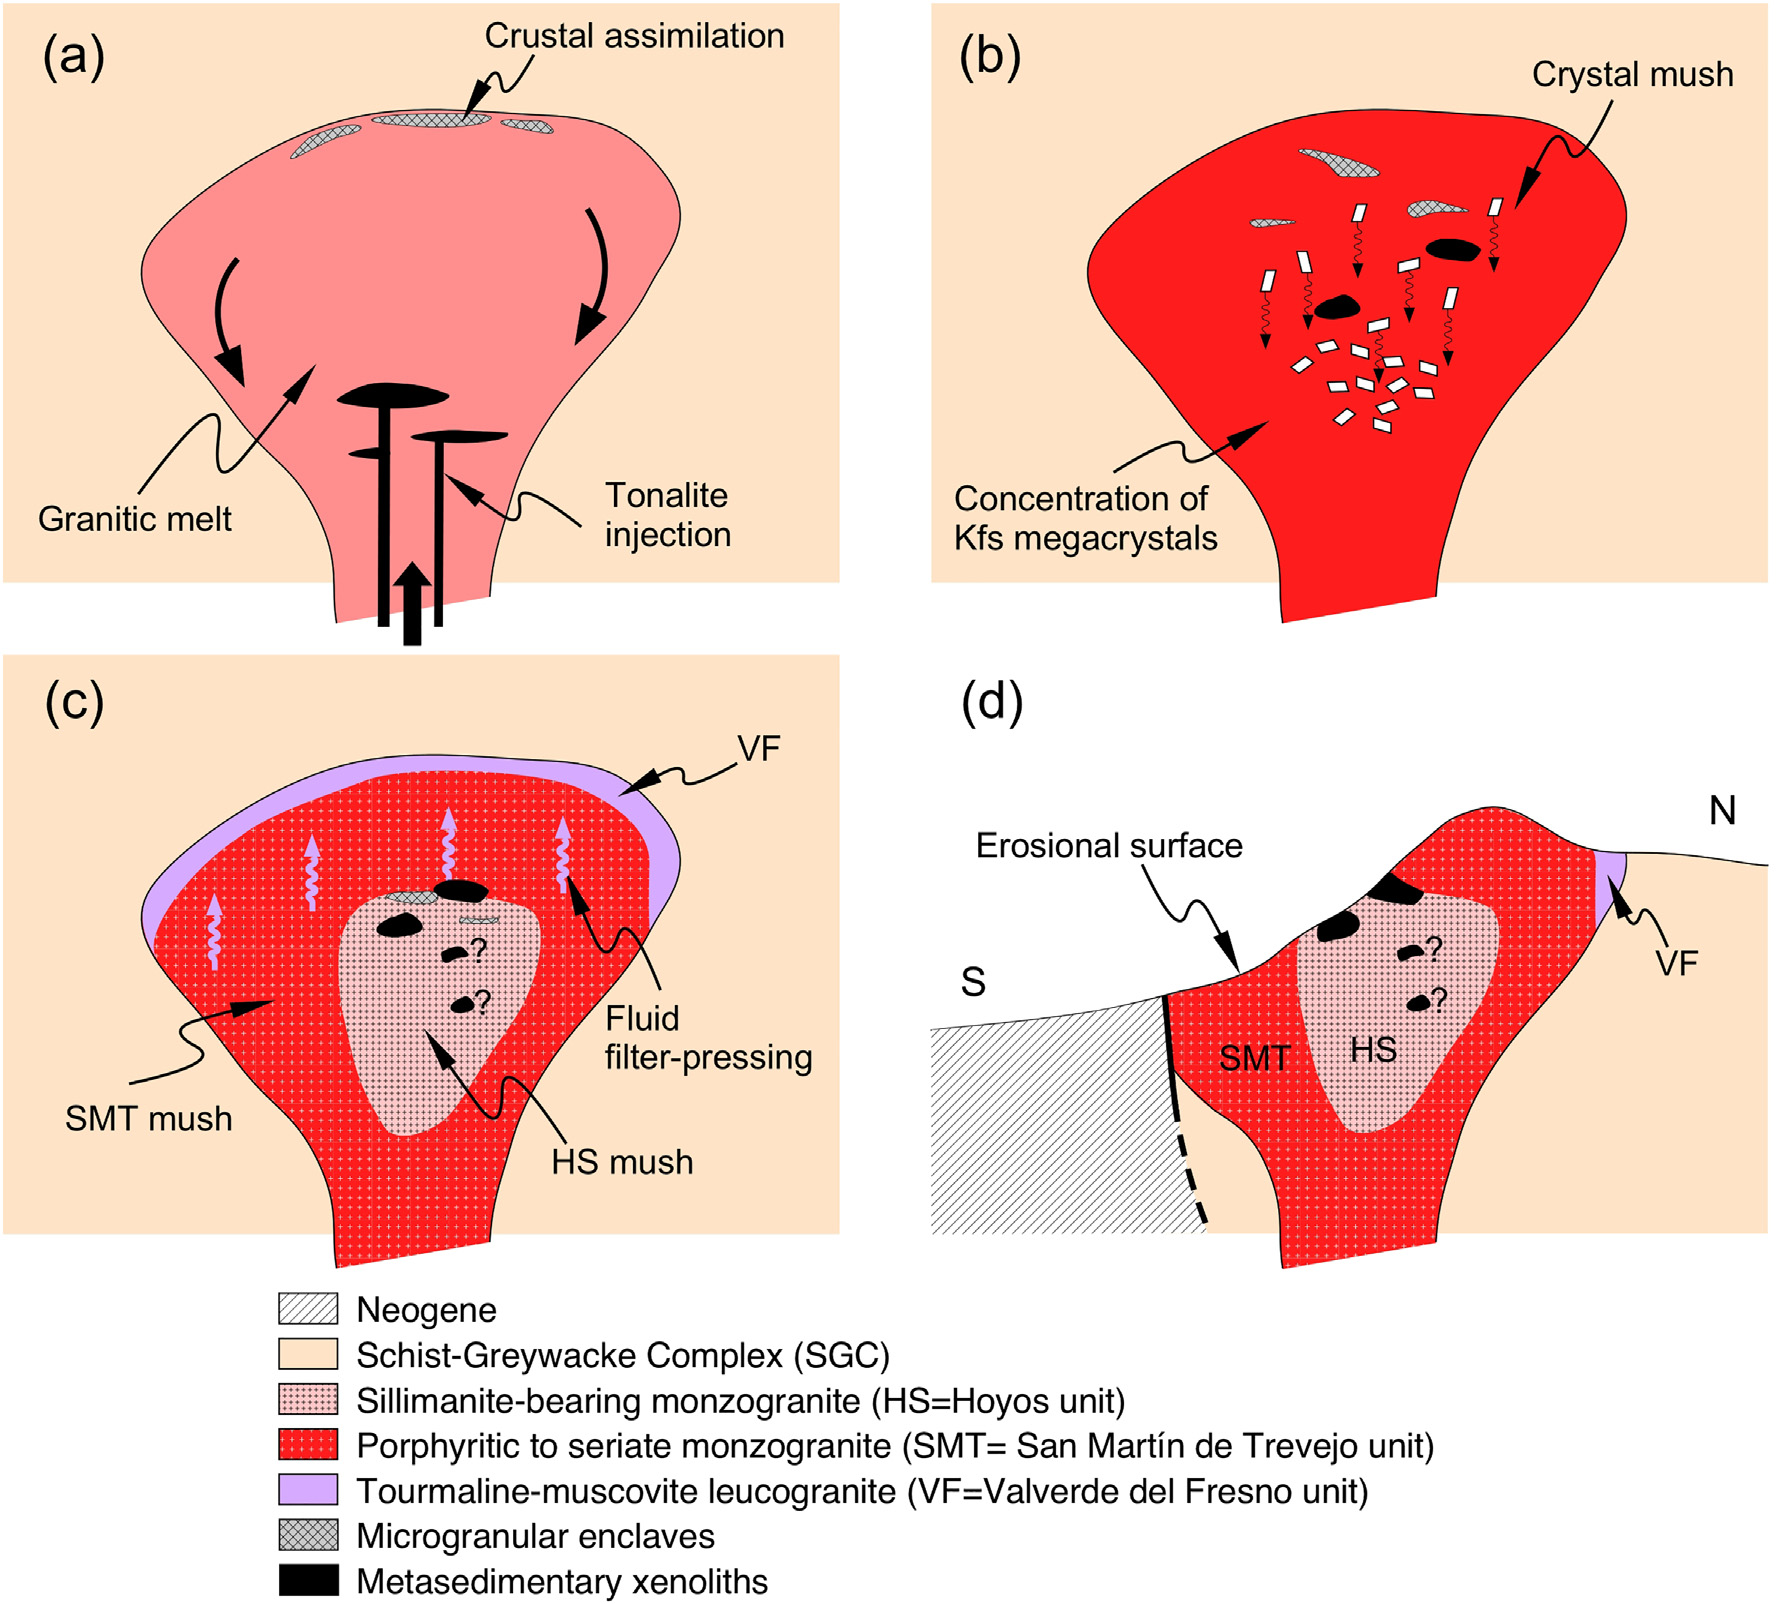 (a)
Crustal assimilation
Granitic melt
Tonalite
injection
(b)
Crystal mush
Concentration of
Kfs megacrystals
(c)
VF
?
?
SMT mush
Fluid
filter-pressing
HS mush
(d)
N
Erosional surface
S
?
?
VF
SMT
HS
Neogene
Schist-Greywacke Complex (SGC)
Sillimanite-bearing monzogranite (HS=Hoyos unit)
Porphyritic to seriate monzogranite (SMT= San Martín de Trevejo unit)
Tourmaline-muscovite leucogranite (VF=Valverde del Fresno unit)
Microgranular enclaves
Metasedimentary xenoliths